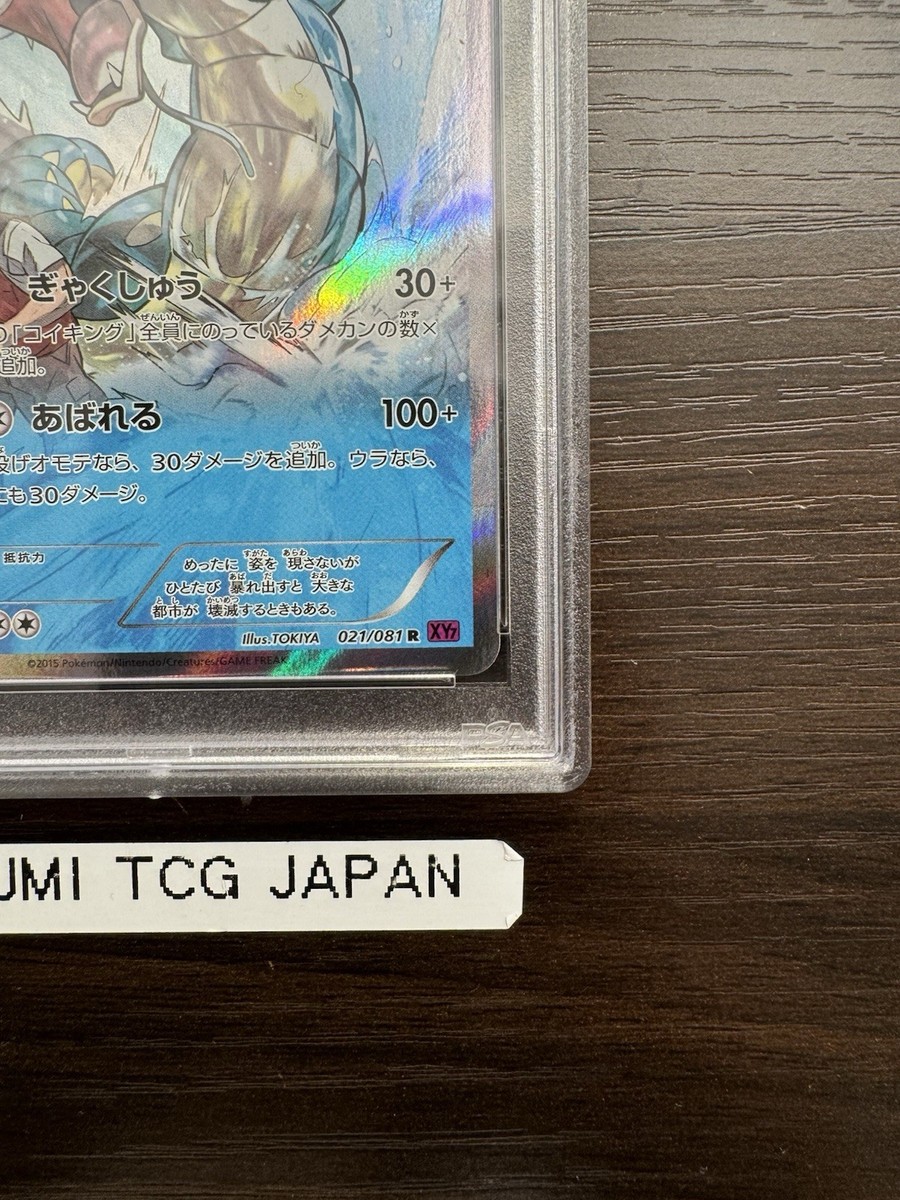 ぎゃくしゅう 30+
「コイキング」全員にのっているダメカンの数×
追加。
あばれる 100+
投げオモテなら、30ダメージを追加。ウラなら、
にも30ダメージ。
抵抗力
めったに 姿を 現さないが
ひとたび 暴れ出すと 大きな
都市が 壊滅するときもある。
Illus.TOKIYA 021/081 R XY7
©2015 Pokémon/Nintendo/Creatures/GAME FREAK
PSA
UMI TCG JAPAN